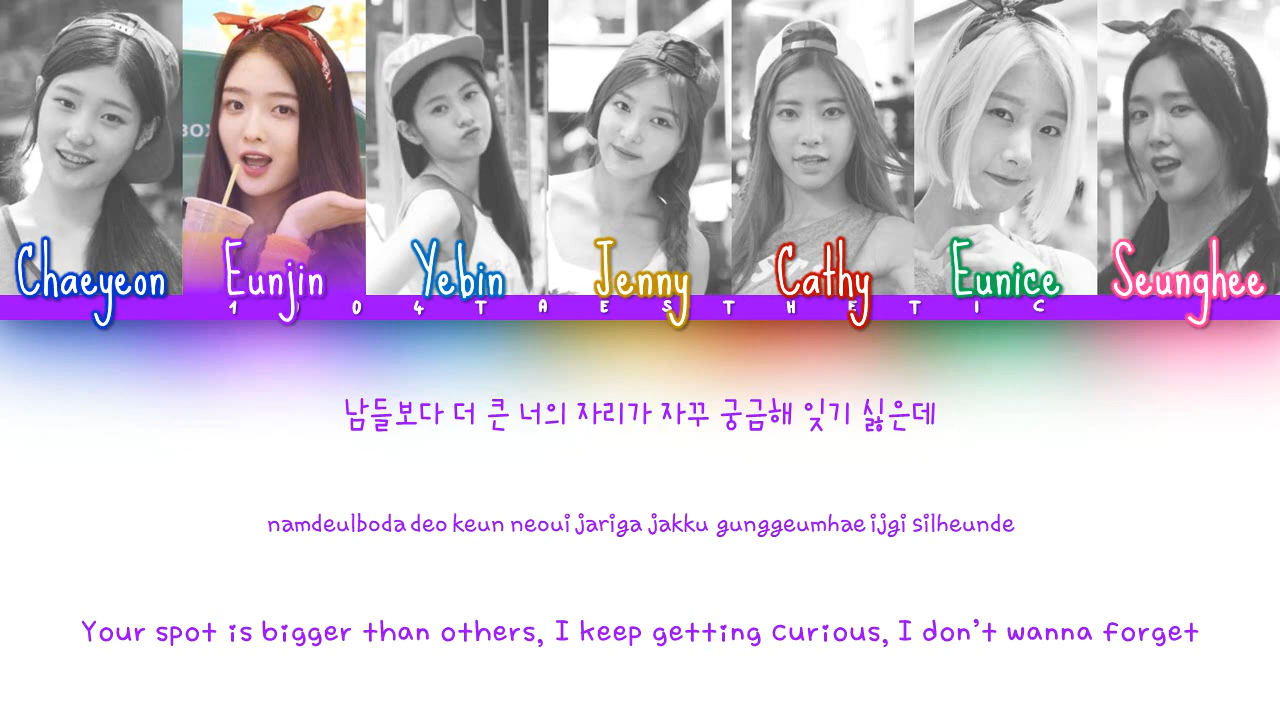 BOX
Chaeyeon Eunjin Yebin Jenny Cathy Eunice Seunghee
1 0 4 T A E S T H E T I C
남들보다 더 큰 너의 자리가 자꾸 궁금해 잊기 싫은데
namdeulboda deo keun neoui jariga jakku gunggeumhae ijgi silheunde
Your spot is bigger than others, I keep getting curious, I don't wanna forget